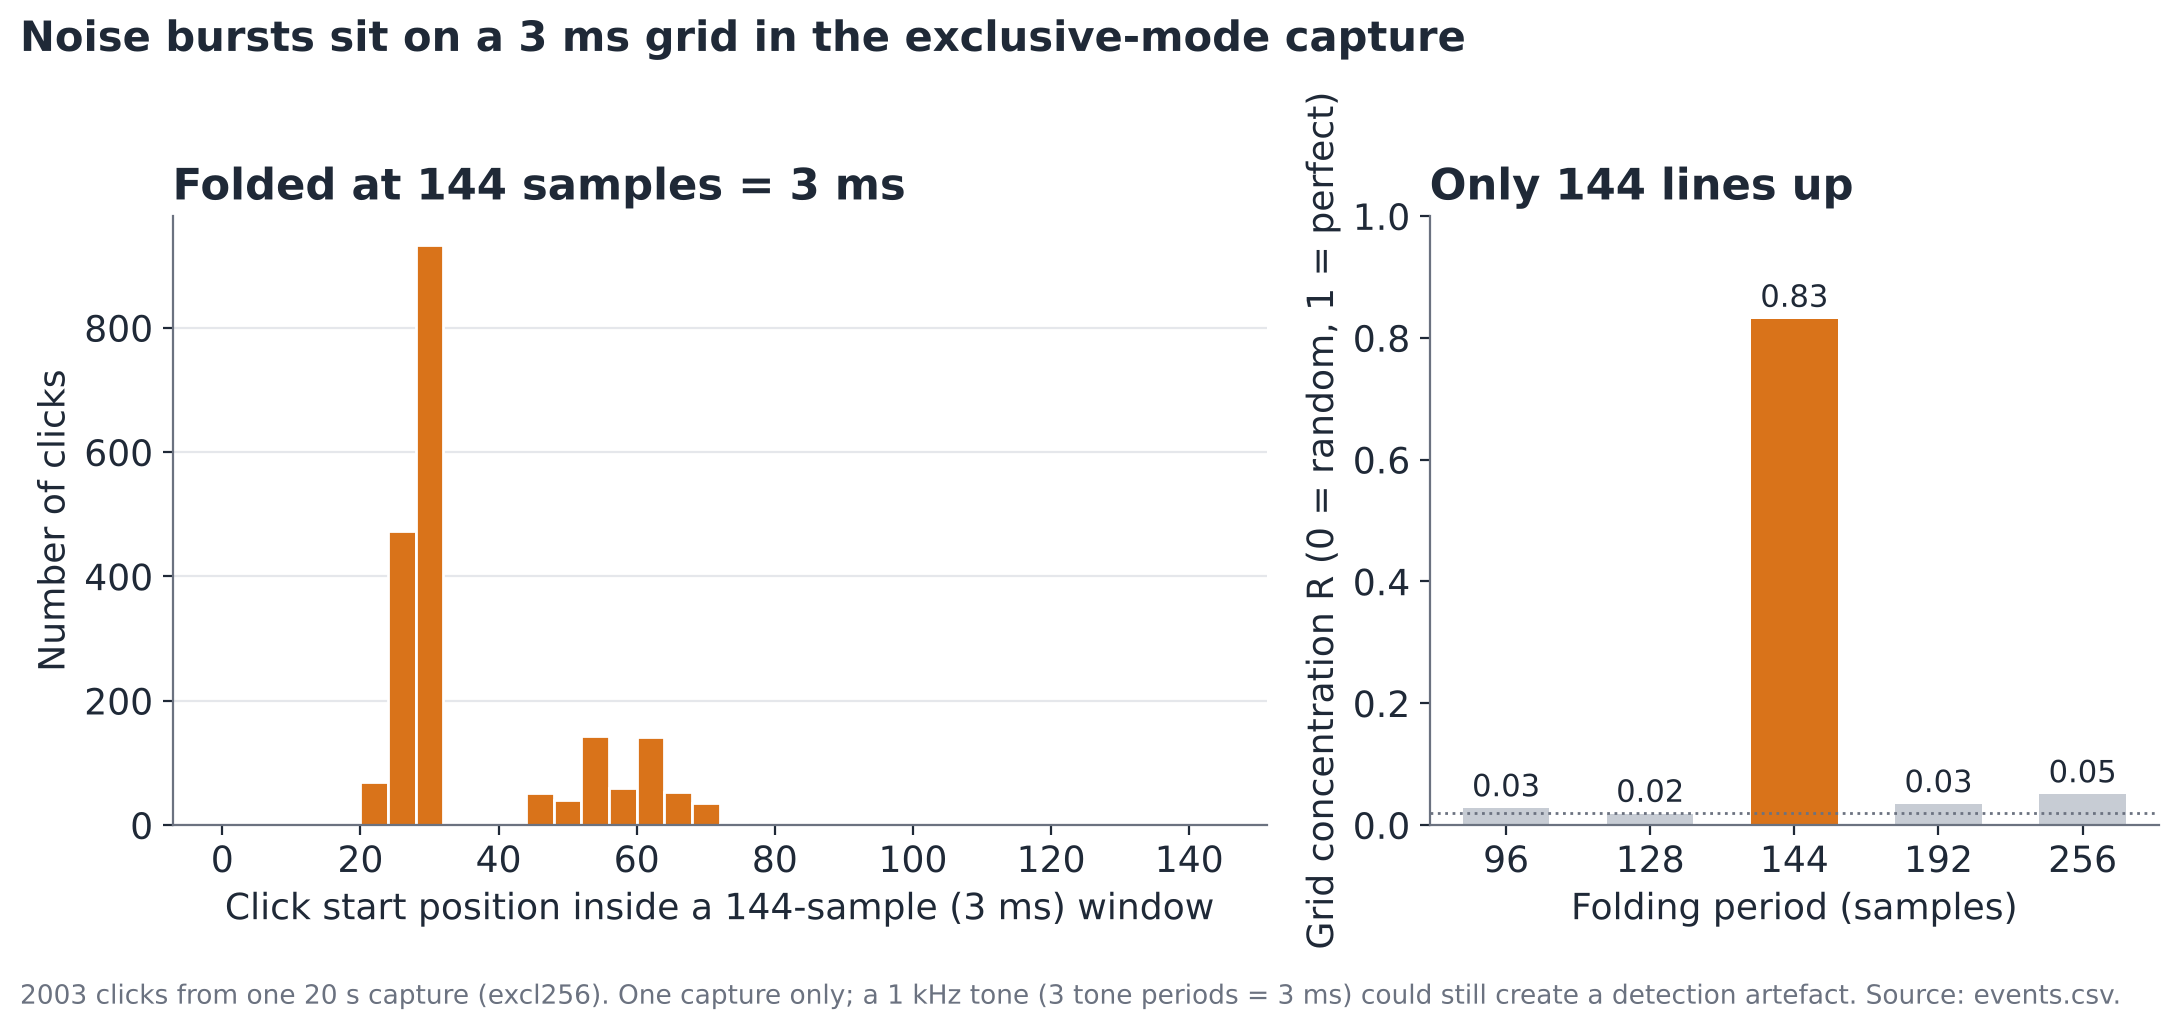 Noise bursts sit on a 3 ms grid in the exclusive-mode capture
Folded at 144 samples = 3 ms
Number of clicks
800
600
400
200
0
0 20 40 60 80 100 120 140
Click start position inside a 144-sample (3 ms) window
Only 144 lines up
Grid concentration R (0 = random, 1 = perfect)
1.0
0.8
0.6
0.4
0.2
0.0
0.03 0.02 0.83 0.03 0.05
96 128 144 192 256
Folding period (samples)
2003 clicks from one 20 s capture (excl256). One capture only; a 1 kHz tone (3 tone periods = 3 ms) could still create a detection artefact. Source: events.csv.